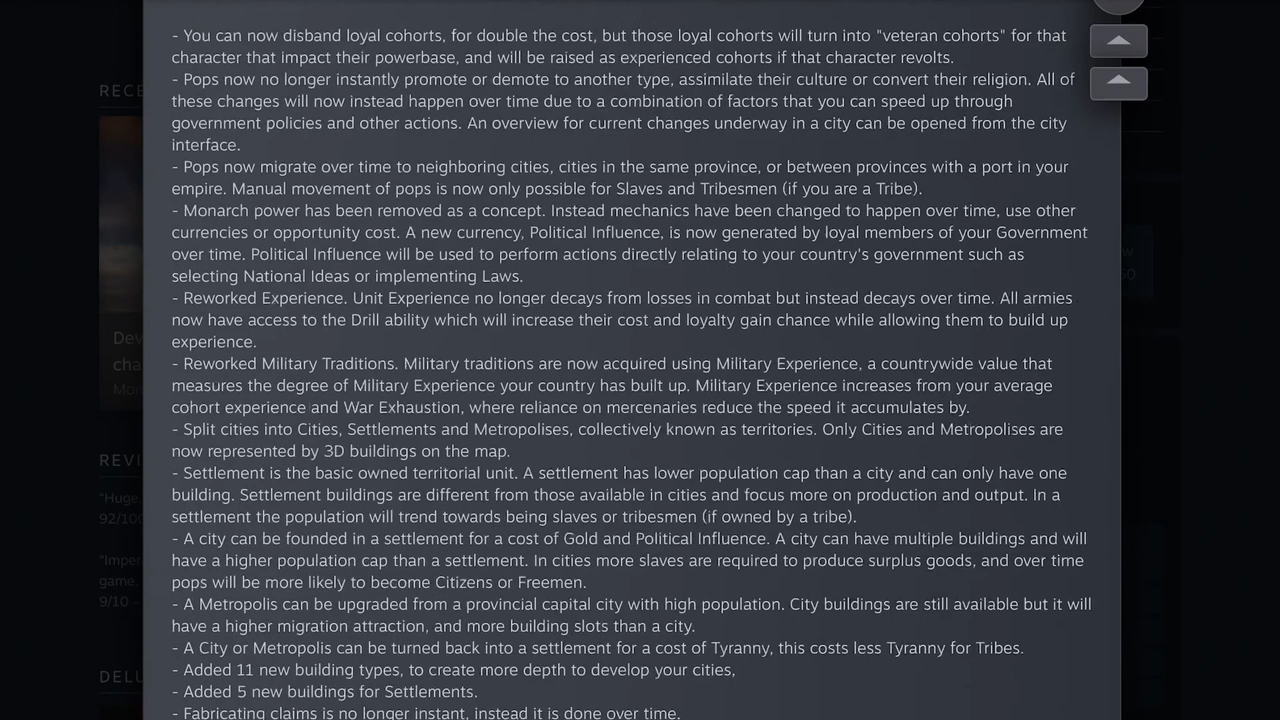 - You can now disband loyal cohorts, for double the cost, but those loyal cohorts will turn into "veteran cohorts" for that
character that impact their powerbase, and will be raised as experienced cohorts if that character revolts.
- Pops now no longer instantly promote or demote to another type, assimilate their culture or convert their religion. All of
these changes will now instead happen over time due to a combination of factors that you can speed up through
government policies and other actions. An overview for current changes underway in a city can be opened from the city
interface.
- Pops now migrate over time to neighboring cities, cities in the same province, or between provinces with a port in your
empire. Manual movement of pops is now only possible for Slaves and Tribesmen (if you are a Tribe).
- Monarch power has been removed as a concept. Instead mechanics have been changed to happen over time, use other
currencies or opportunity cost. A new currency, Political Influence, is now generated by loyal members of your Government
over time. Political Influence will be used to perform actions directly relating to your country's government such as
selecting National Ideas or implementing Laws.
- Reworked Experience. Unit Experience no longer decays from losses in combat but instead decays over time. All armies
now have access to the Drill ability which will increase their cost and loyalty gain chance while allowing them to build up
experience.
- Reworked Military Traditions. Military traditions are now acquired using Military Experience, a countrywide value that
measures the degree of Military Experience your country has built up. Military Experience increases from your average
cohort experience and War Exhaustion, where reliance on mercenaries reduce the speed it accumulates by.
- Split cities into Cities, Settlements and Metropolises, collectively known as territories. Only Cities and Metropolises are
now represented by 3D buildings on the map.
- Settlement is the basic owned territorial unit. A settlement has lower population cap than a city and can only have one
building. Settlement buildings are different from those available in cities and focus more on production and output. In a
settlement the population will trend towards being slaves or tribesmen (if owned by a tribe).
- A city can be founded in a settlement for a cost of Gold and Political Influence. A city can have multiple buildings and will
have a higher population cap than a settlement. In cities more slaves are required to produce surplus goods, and over time
pops will be more likely to become Citizens or Freemen.
- A Metropolis can be upgraded from a provincial capital city with high population. City buildings are still available but it will
have a higher migration attraction, and more building slots than a city.
- A City or Metropolis can be turned back into a settlement for a cost of Tyranny, this costs less Tyranny for Tribes.
- Added 11 new building types, to create more depth to develop your cities,
- Added 5 new buildings for Settlements.
- Fabricating claims is no longer instant, instead it is done over time.
RECE
Dev
cha
Mon
REVI
"Huge.
92/100
"Imper
game.
9/10 –
DELU